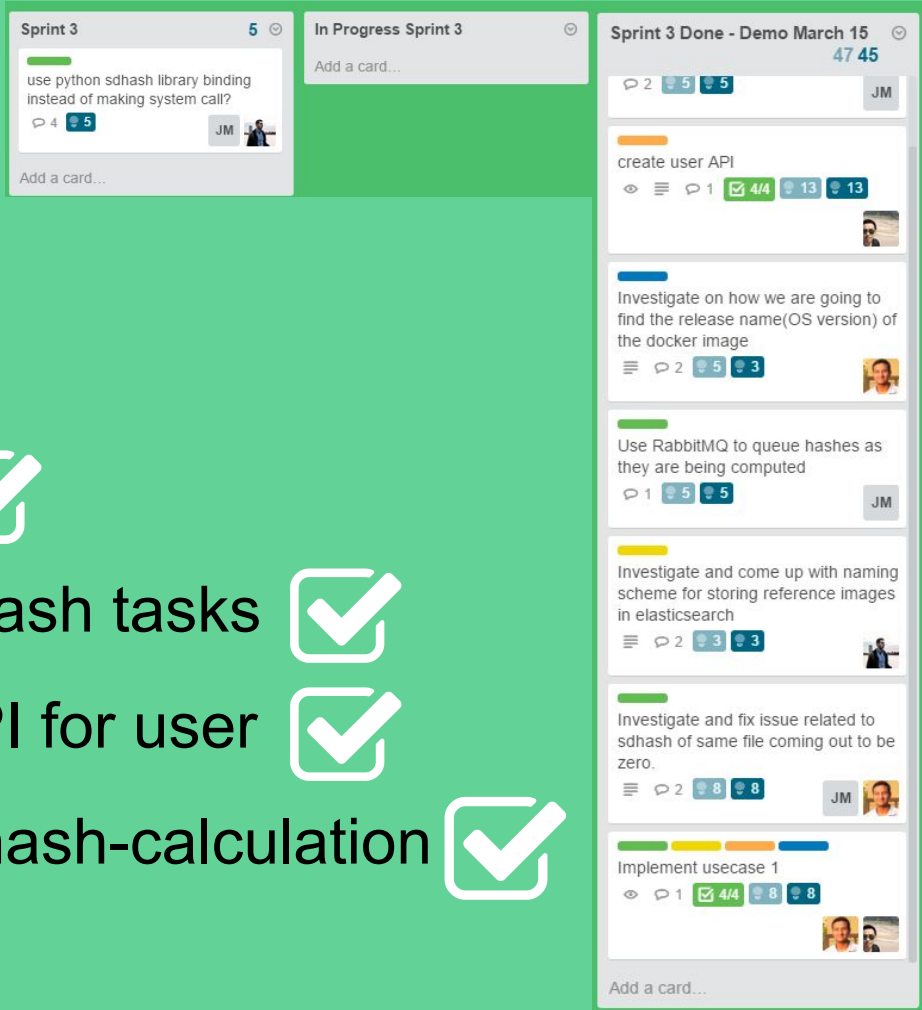 Sprint 3 5
use python sdhash library binding
instead of making system call?
4 5
JM
Add a card...
In Progress Sprint 3
Add a card...
Sprint 3 Done - Demo March 15
47 45
2 5 5
JM
create user API
1 4/4 13 13
Investigate on how we are going to
find the release name(OS version) of
the docker image
2 5 3
Use RabbitMQ to queue hashes as
they are being computed
1 5 5
JM
Investigate and come up with naming
scheme for storing reference images
in elasticsearch
2 3 3
Investigate and fix issue related to
sdhash of same file coming out to be
zero.
2 8 8
JM
Implement usecase 1
1 4/4 8 8
Add a card...
ash tasks
PI for user
hash-calculation